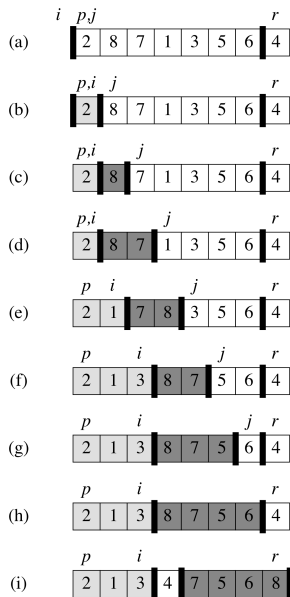 i p,j r
(a) 2 8 7 1 3 5 6 4
p,i j r
(b) 2 8 7 1 3 5 6 4
p,i j r
(c) 2 8 7 1 3 5 6 4
p,i j r
(d) 2 8 7 1 3 5 6 4
p i j r
(e) 2 1 7 8 3 5 6 4
p i j r
(f) 2 1 3 8 7 5 6 4
p i j r
(g) 2 1 3 8 7 5 6 4
p i r
(h) 2 1 3 8 7 5 6 4
p i r
(i) 2 1 3 4 7 5 6 8